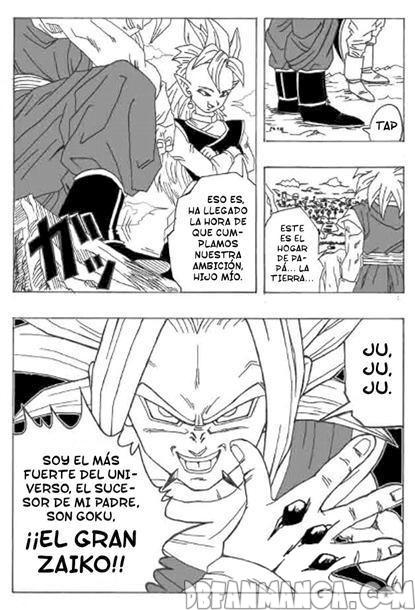 TAP
ESTE
ES EL
HOGAR
DE PA-
PÁ... LA
TIERRA...
ESO ES,
HA LLEGADO
LA HORA
DE QUE CUM-
PLAMOS
NUESTRA
AMBICIÓN,
HIJO MÍO.
ガッ
JU,
JU,
JU.
SOY EL MÁS
FUERTE DEL UNI-
VERSO, EL SUCE-
SOR DE MI PADRE,
SON GOKU,
¡¡EL GRAN
ZAIKO!!
DBFANMANGA.COM